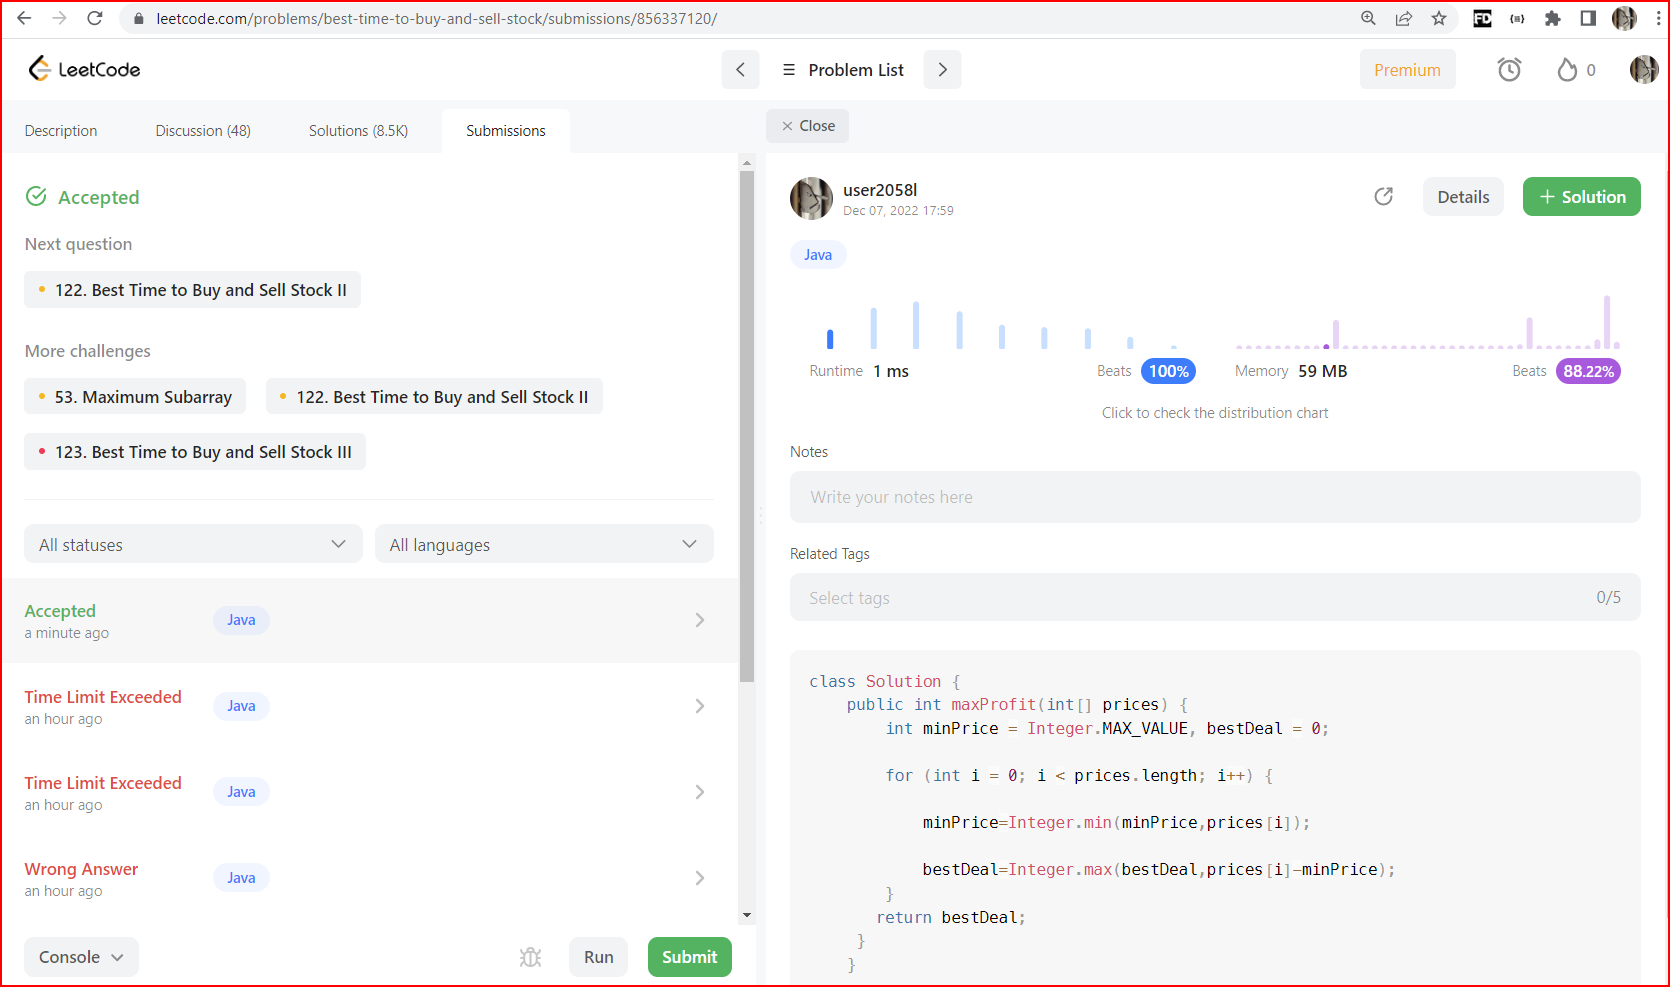 leetcode.com/problems/best-time-to-buy-and-sell-stock/submissions/856337120/
FD
LeetCode
Problem List
Premium
0
Description
Discussion (48)
Solutions (8.5K)
Submissions
Accepted
Next question
122. Best Time to Buy and Sell Stock II
More challenges
53. Maximum Subarray
122. Best Time to Buy and Sell Stock II
123. Best Time to Buy and Sell Stock III
All statuses
All languages
Accepted
a minute ago
Java
Time Limit Exceeded
an hour ago
Java
Time Limit Exceeded
an hour ago
Java
Wrong Answer
an hour ago
Java
Console
Run
Submit
Close
user2058l
Dec 07, 2022 17:59
Details
+ Solution
Java
Runtime 1 ms
Beats 100%
Memory 59 MB
Beats 88.22%
Click to check the distribution chart
Notes
Write your notes here
Related Tags
Select tags
0/5
class Solution {
public int maxProfit(int[] prices) {
int minPrice = Integer.MAX_VALUE, bestDeal = 0;
for (int i = 0; i < prices.length; i++) {
minPrice=Integer.min(minPrice,prices[i]);
bestDeal=Integer.max(bestDeal,prices[i]-minPrice);
}
return bestDeal;
}
}